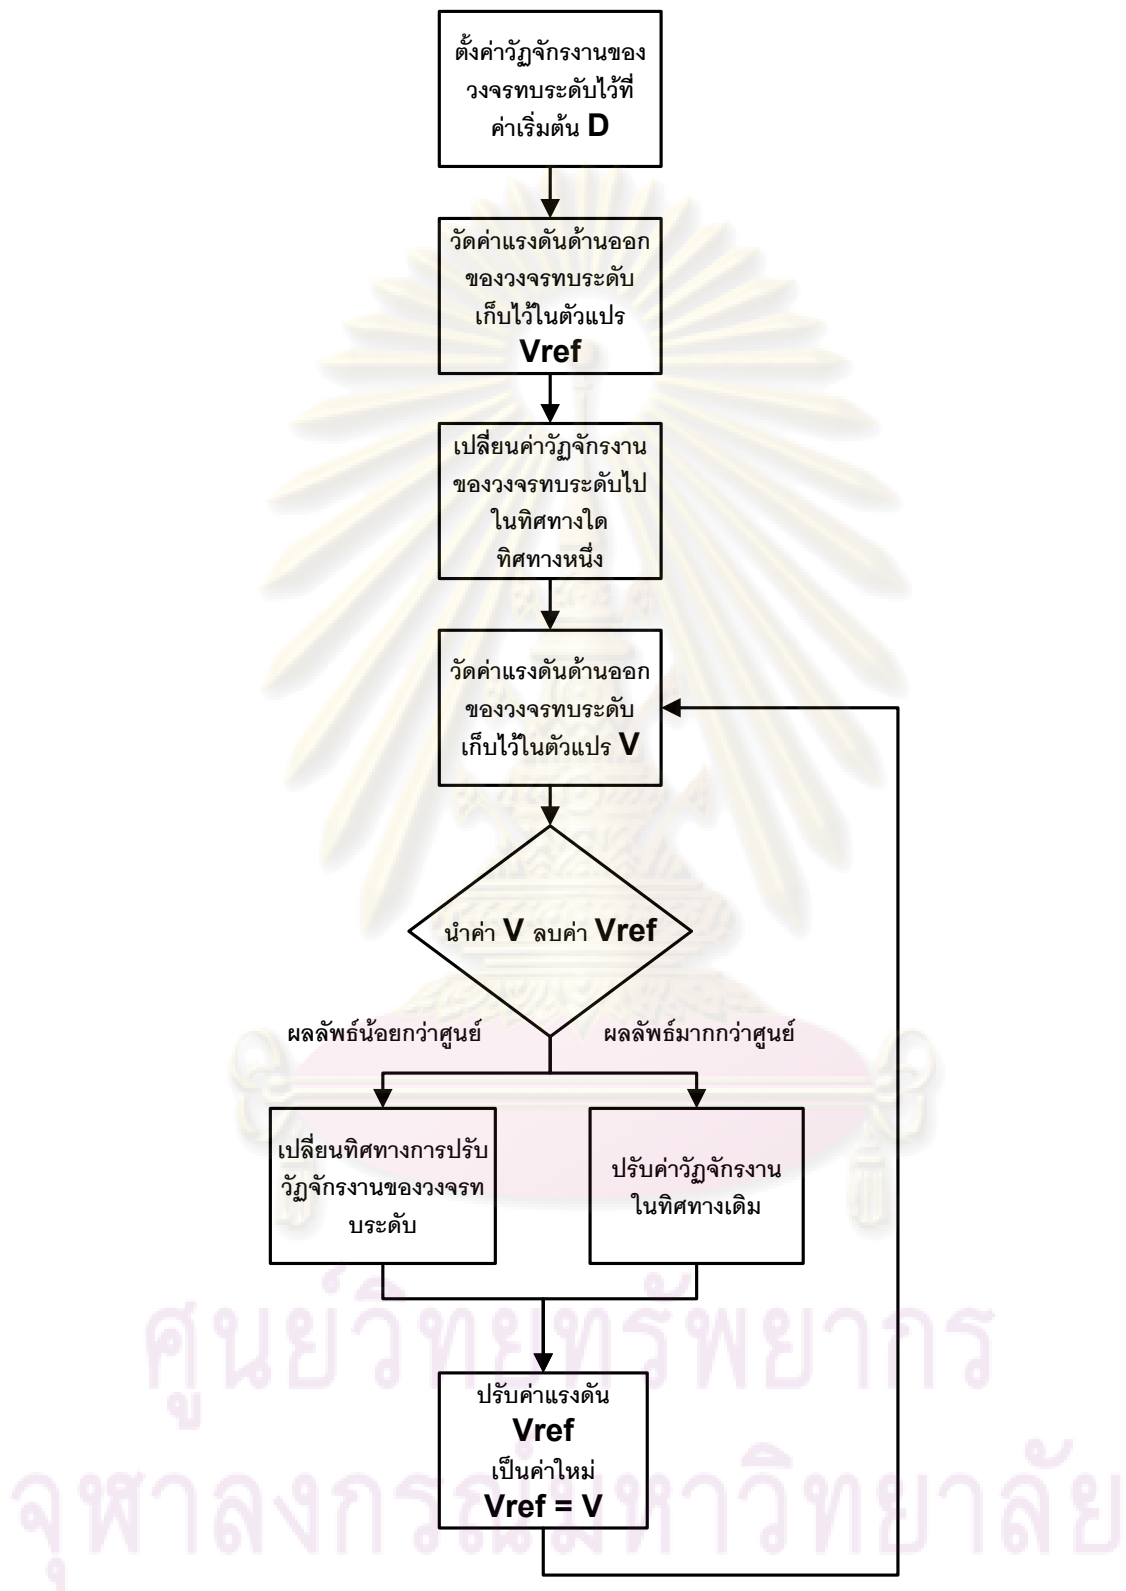 ตั้งค่าวัฏจักรงานของ
วงจรทบระดับไว้ที่
ค่าเริ่มต้น D
วัดค่าแรงดันด้านออก
ของวงจรทบระดับ
เก็บไว้ในตัวแปร
Vref
เปลี่ยนค่าวัฏจักรงาน
ของวงจรทบระดับไป
ในทิศทางใด
ทิศทางหนึ่ง
วัดค่าแรงดันด้านออก
ของวงจรทบระดับ
เก็บไว้ในตัวแปร V
นำค่า V ลบค่า Vref
ผลลัพธ์น้อยกว่าศูนย์
ผลลัพธ์มากกว่าศูนย์
เปลี่ยนทิศทางการปรับ
วัฏจักรงานของวงจรท
บระดับ
ปรับค่าวัฏจักรงาน
ในทิศทางเดิม
ศูนย์วิทยทรัพยากร
ปรับค่าแรงดัน
Vref
เป็นค่าใหม่
Vref = V
จุฬาลงกรณ์มหาวิทยาลัย